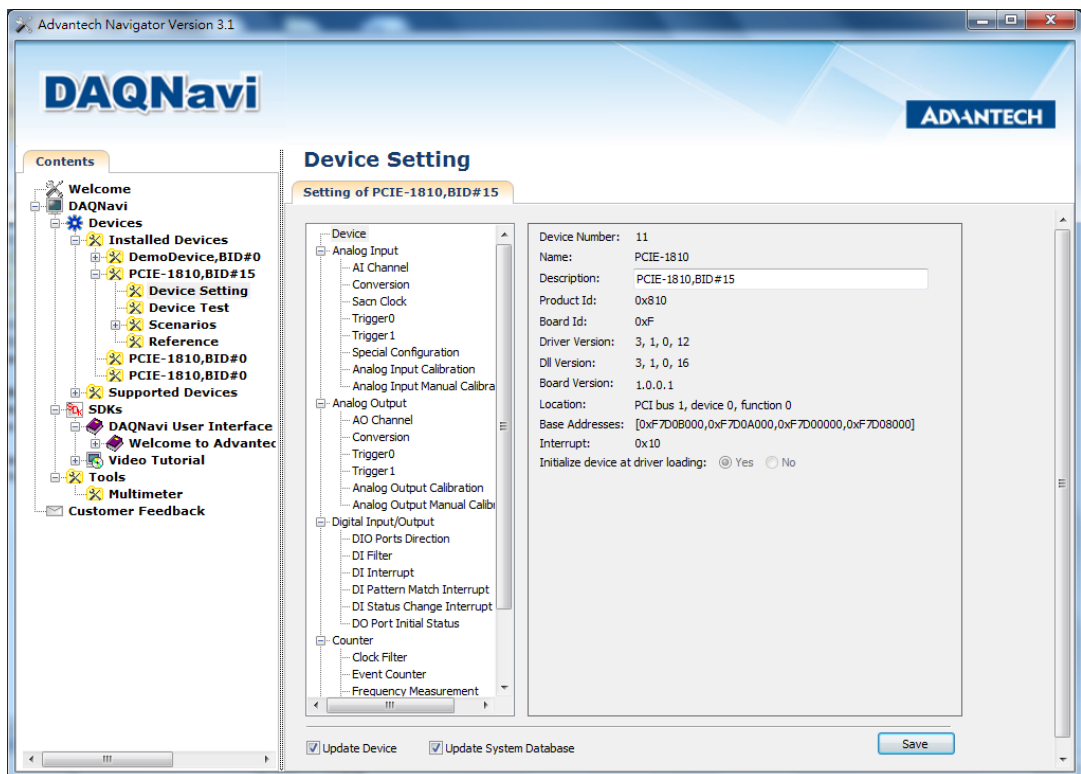 Advantech Navigator Version 3.1
DAQNavi
ADVANTECH
Contents
Welcome
DAQNavi
Devices
Installed Devices
DemoDevice,BID#0
PCIE-1810,BID#15
Device Setting
Device Test
Scenarios
Reference
PCIE-1810,BID#0
PCIE-1810,BID#0
Supported Devices
SDKs
DAQNavi User Interface
Welcome to Advantec
Video Tutorial
Tools
Multimeter
Customer Feedback
Device Setting
Setting of PCIE-1810,BID#15
Device
Analog Input
AI Channel
Conversion
Sacn Clock
Trigger0
Trigger1
Special Configuration
Analog Input Calibration
Analog Input Manual Calibra
Analog Output
AO Channel
Conversion
Trigger0
Trigger1
Analog Output Calibration
Analog Output Manual Calib
Digital Input/Output
DIO Ports Direction
DI Filter
DI Interrupt
DI Pattern Match Interrupt
DI Status Change Interrupt
DO Port Initial Status
Counter
Clock Filter
Event Counter
Frequency Measurement
Device Number: 11
Name: PCIE-1810
Description: PCIE-1810,BID#15
Product Id: 0x810
Board Id: 0xF
Driver Version: 3, 1, 0, 12
Dll Version: 3, 1, 0, 16
Board Version: 1.0.0.1
Location: PCI bus 1, device 0, function 0
Base Addresses: [0xF7D0B000,0xF7D0A000,0xF7D00000,0xF7D08000]
Interrupt: 0x10
Initialize device at driver loading: Yes No
Update Device Update System Database Save